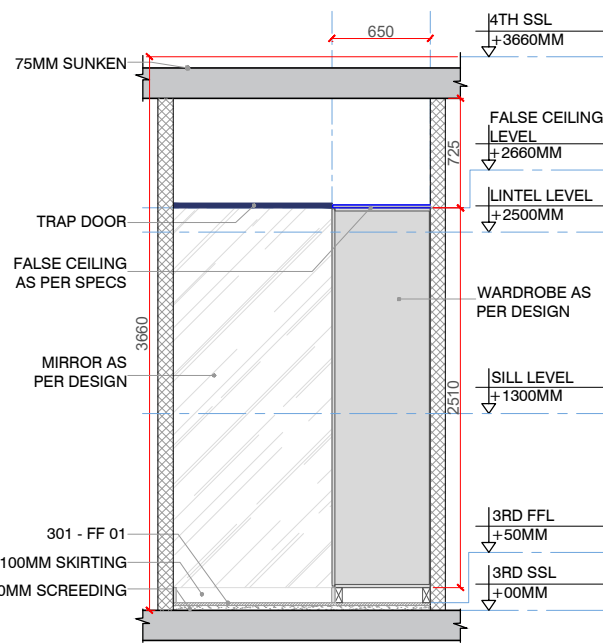 650
4TH SSL
+3660MM
75MM SUNKEN
725
FALSE CEILING
LEVEL
+2660MM
LINTEL LEVEL
+2500MM
TRAP DOOR
FALSE CEILING
AS PER SPECS
WARDROBE AS
PER DESIGN
3660
MIRROR AS
PER DESIGN
2510
SILL LEVEL
+1300MM
301 - FF 01
100MM SKIRTING
0MM SCREEDING
3RD FFL
+50MM
3RD SSL
+00MM